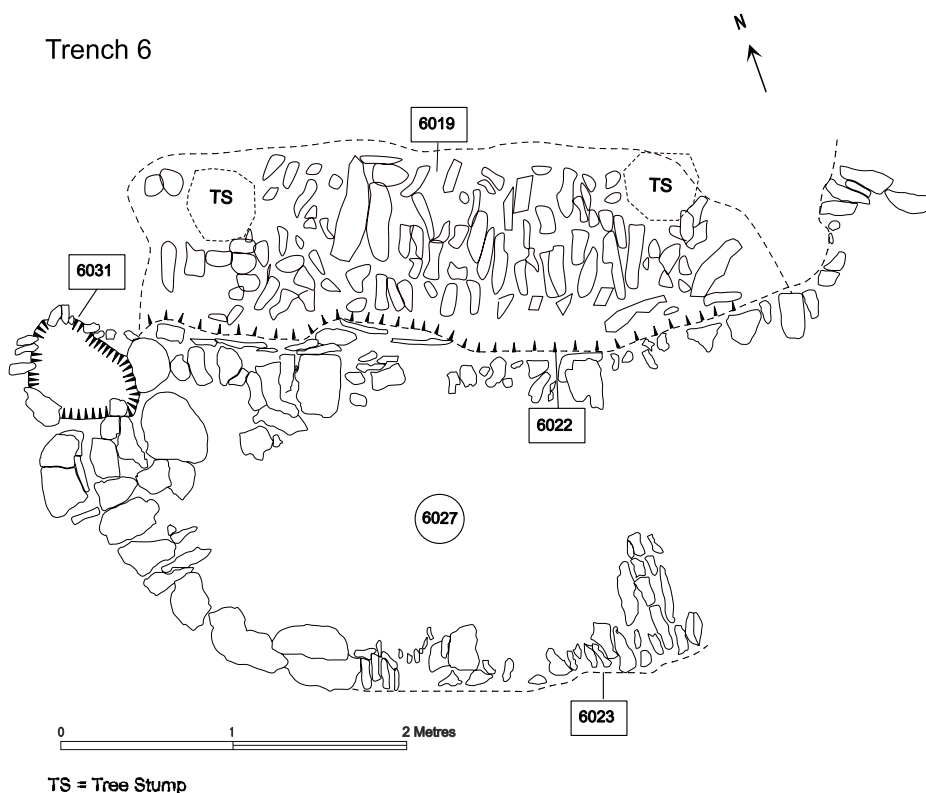 N
Trench 6
6019
TS
TS
6031
6022
6027
6023
0 1 2 Metres
TS = Tree Stump